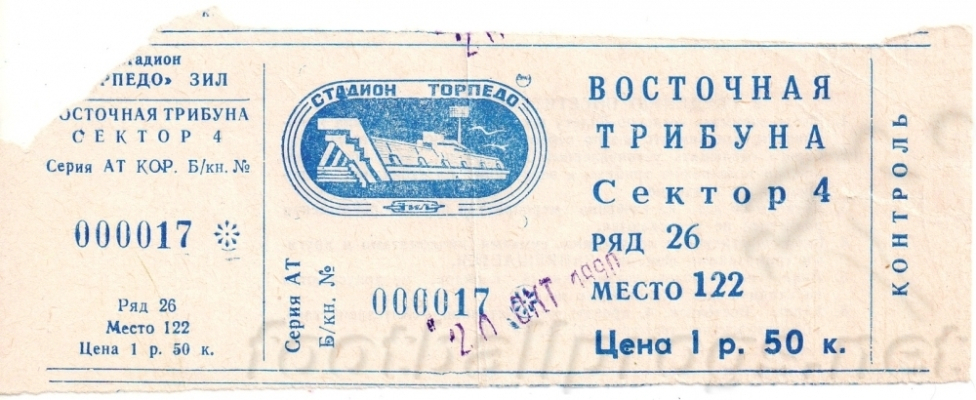 стадион
ТОРПЕДО» ЗИЛ
ВОСТОЧНАЯ ТРИБУНА
СЕКТОР 4
Серия АТ КОР. Б/кн. №
000017
Ряд 26
Место 122
Цена 1 р. 50 к.
СТАДИОН ТОРПЕДО
ЗИЛ
Серия АТ
Б/кн. №
000017
ОКТ 1990
ВОСТОЧНАЯ
ТРИБУНА
Сектор 4
РЯД 26
МЕСТО 122
Цена 1 р. 50 к.
КОНТРОЛЬ